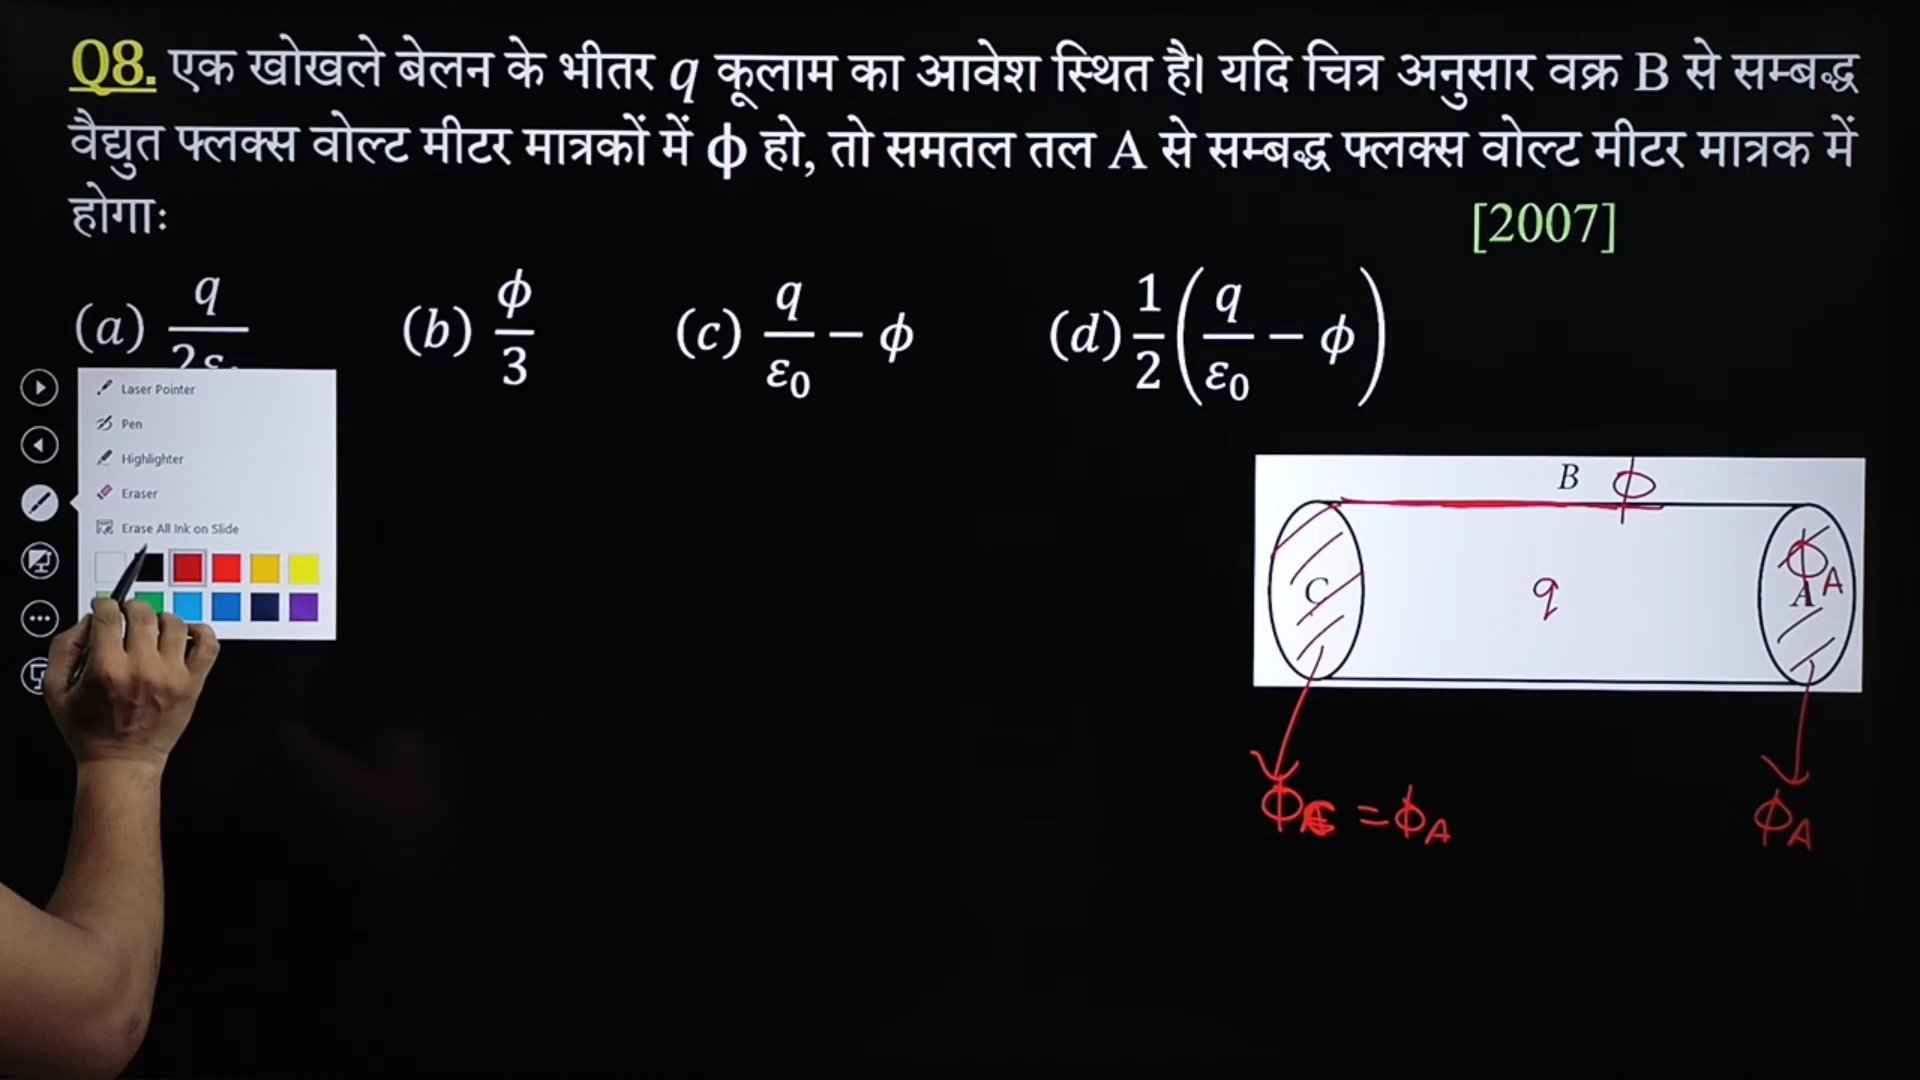 Q8. एक खोखले बेलन के भीतर q कूलाम का आवेश स्थित है। यदि चित्र अनुसार वक्र B से सम्बद्ध
वैद्युत फ्लक्स वोल्ट मीटर मात्रकों में ϕ हो, तो समतल तल A से सम्बद्ध फ्लक्स वोल्ट मीटर मात्रक में
होगाः [2007]
(a) q/2ε (b) ϕ/3 (c) q/ε₀ − ϕ (d) 1/2 (q/ε₀ − ϕ)
Laser Pointer
Pen
Highlighter
Eraser
Erase All Ink on Slide
B ϕ
C q ϕA A
ϕC = ϕA ϕA